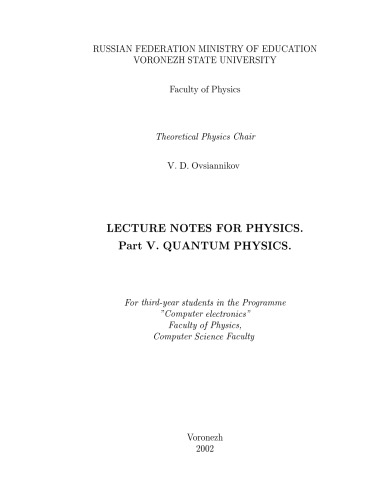 RUSSIAN FEDERATION MINISTRY OF EDUCATION
VORONEZH STATE UNIVERSITY
Faculty of Physics
Theoretical Physics Chair
V. D. Ovsiannikov
LECTURE NOTES FOR PHYSICS.
Part V. QUANTUM PHYSICS.
For third-year students in the Programme
"Computer electronics"
Faculty of Physics,
Computer Science Faculty
Voronezh
2002